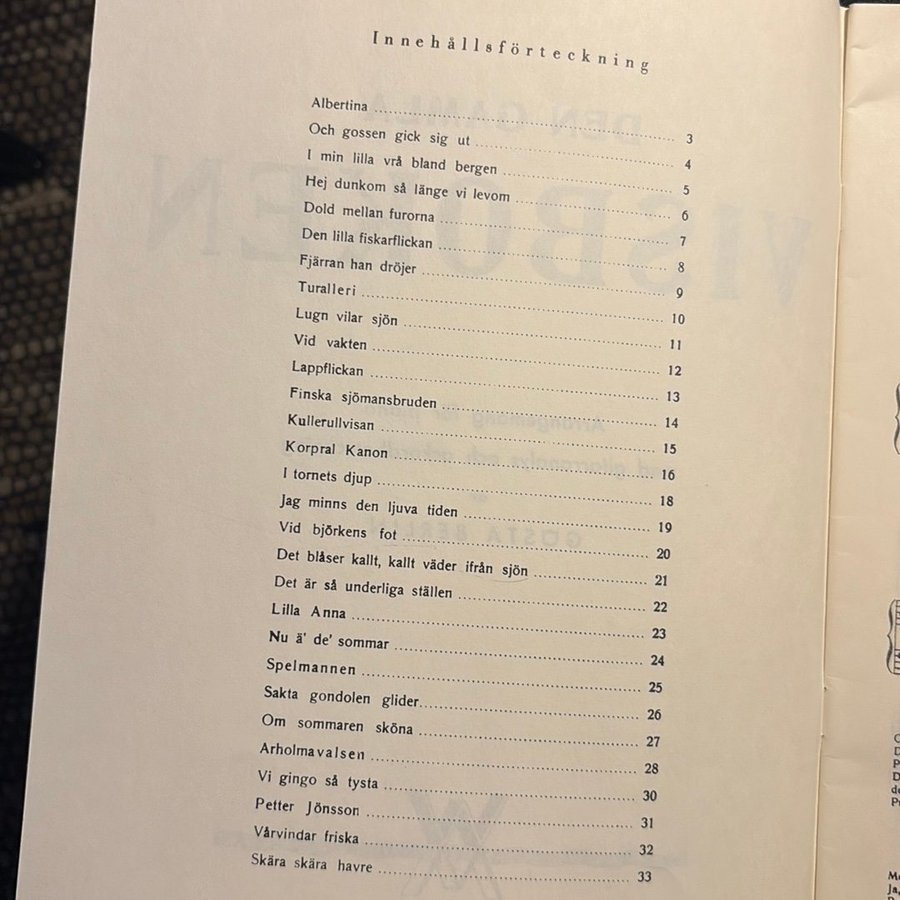 Innehållsförteckning
Albertina 3
Och gossen gick sig ut 4
I min lilla vrå bland bergen 5
Hej dunkom så länge vi levom 6
Dold mellan furorna 7
Den lilla fiskarflickan 8
Fjärran han dröjer 9
Turalleri 10
Lugn vilar sjön 11
Vid vakten 12
Lappflickan 13
Finska sjömansbruden 14
Kullerullvisan 15
Korpral Kanon 16
I tornets djup 18
Jag minns den ljuva tiden 19
Vid björkens fot 20
Det blåser kallt, kallt väder ifrån sjön 21
Det är så underliga ställen 22
Lilla Anna 23
Nu ä' de' sommar 24
Spelmannen 25
Sakta gondolen glider 26
Om sommaren sköna 27
Arholmavalsen 28
Vi gingo så tysta 30
Petter Jönsson 31
Vårvindar friska 32
Skära skära havre 33